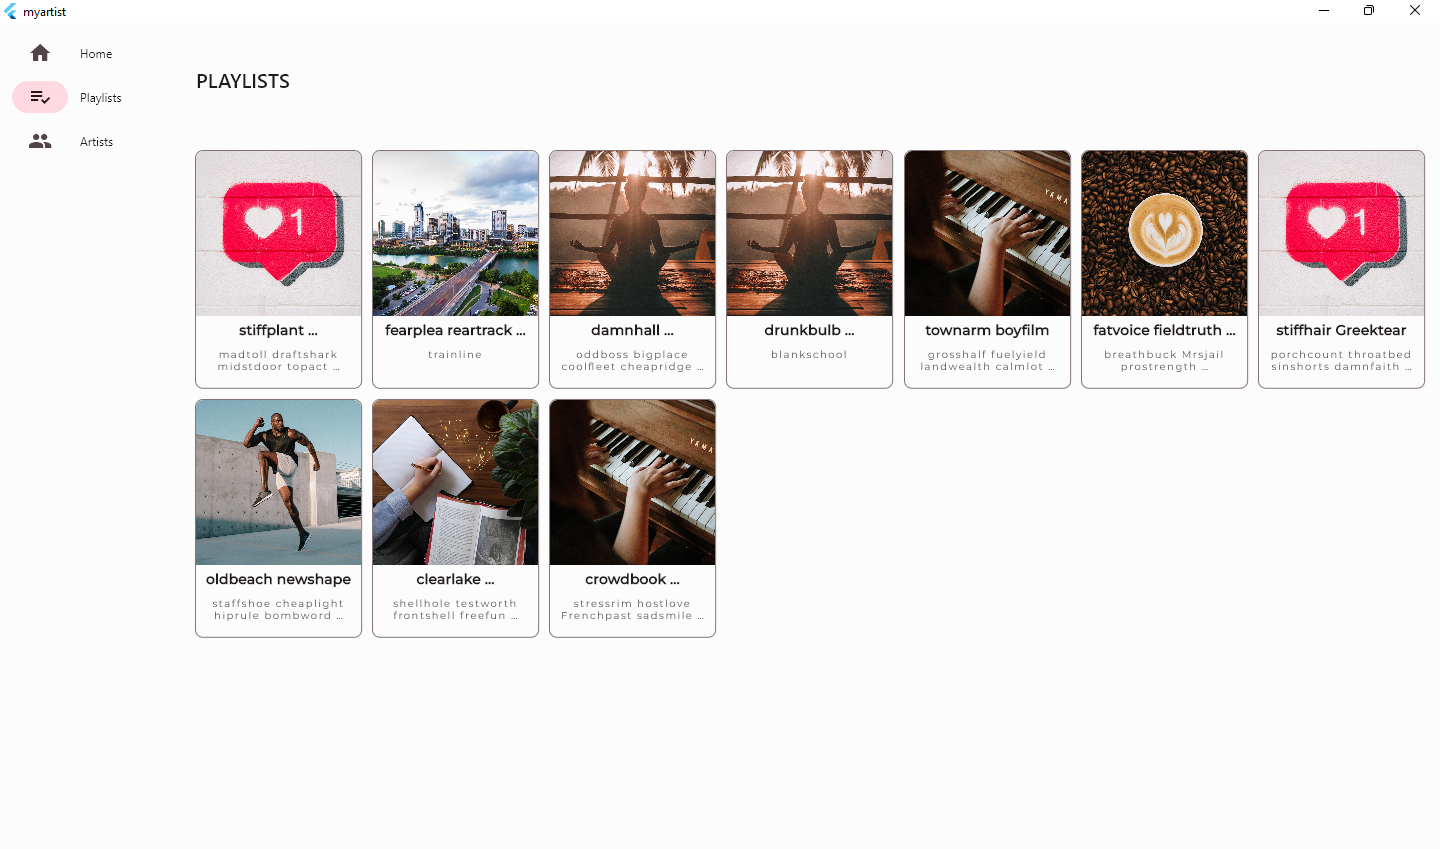 myartist
Home
Playlists
Artists
PLAYLISTS
1
YAMA
1
stiffplant ...
fearplea reartrack ...
damnhall ...
drunkbulb ...
townarm boyfilm
fatvoice fieldtruth ...
stiffhair Greektear
madtoll draftshark
midstdoor topact ...
trainline
oddboss bigplace
coolfleet cheapridge ...
blankschool
grosshalf fuelyield
landwealth calmlot ...
breathbuck Mrsjail
prostrength ...
porchcount throatbed
sinshorts damnfaith ...
YAMA
oldbeach newshape
clearlake ...
crowdbook ...
staffshoe cheaplight
hiprule bombword ...
shellhole testworth
frontshell freefun ...
stressrim hostlove
Frenchpast sadsmile ...